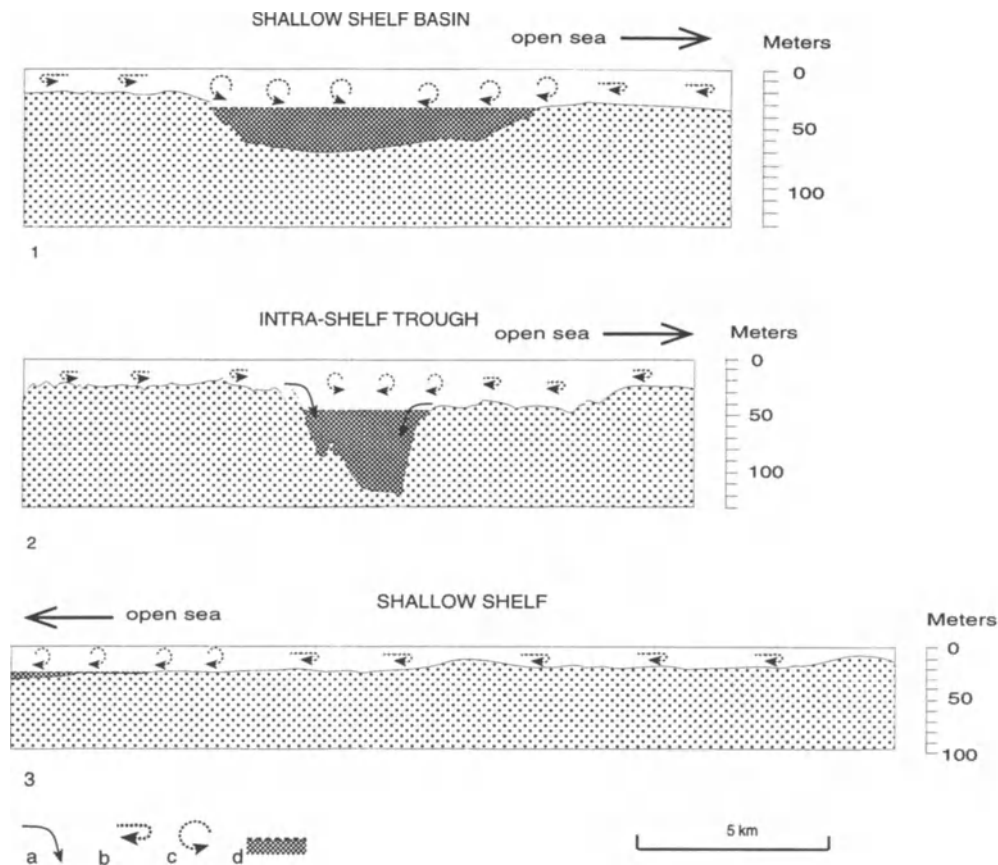 SHALLOW SHELF BASIN
open sea
Meters
0
50
100
1
INTRA-SHELF TROUGH
open sea
Meters
0
50
100
2
SHALLOW SHELF
open sea
Meters
0
50
100
3
a b c d
5 km